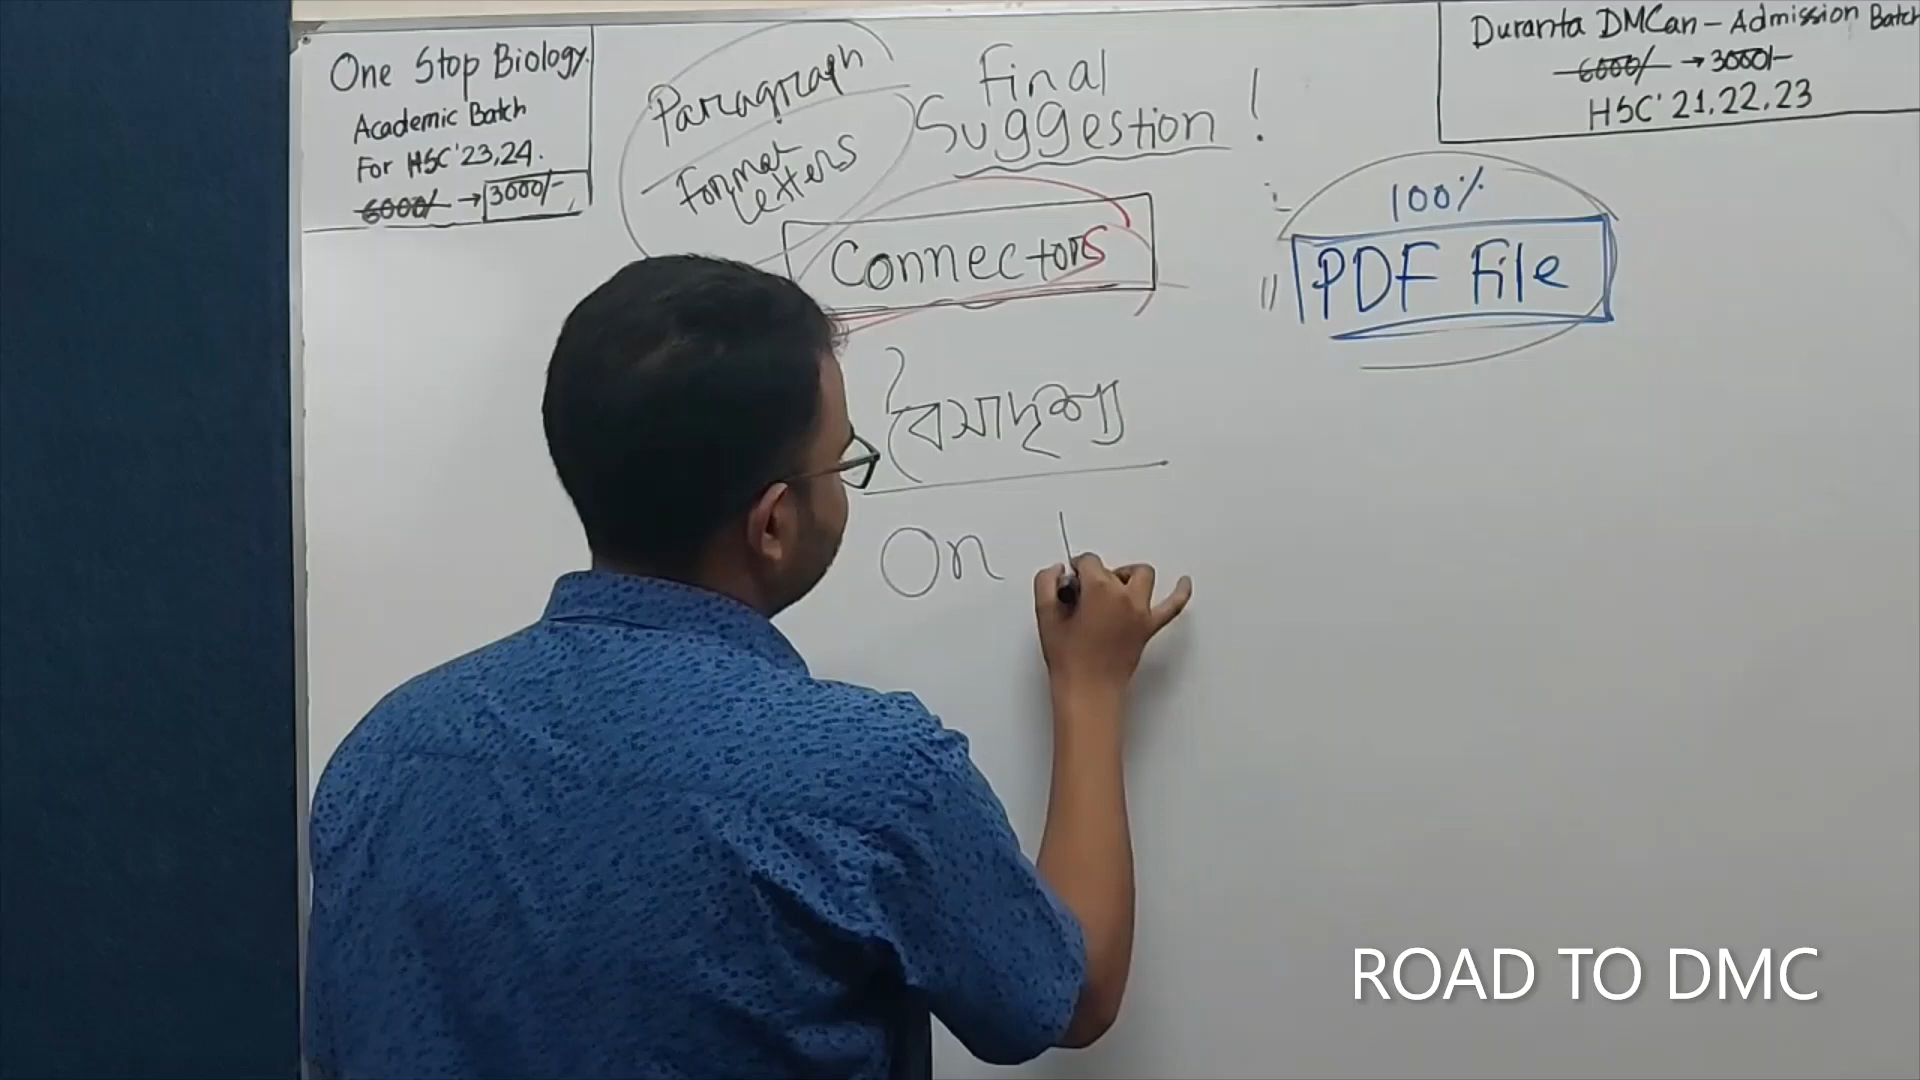 One Stop Biology.
Academic Batch
For HSC'23,24.
6000/- → 3000/-
Paragraph
Format
Letters
Final
Suggestion !
Connectors
Duranta DMCan - Admission Batch
6000/- → 3000/-
HSC'21,22,23
100%
PDF File
বৈসাদৃশ্য
On
ROAD TO DMC